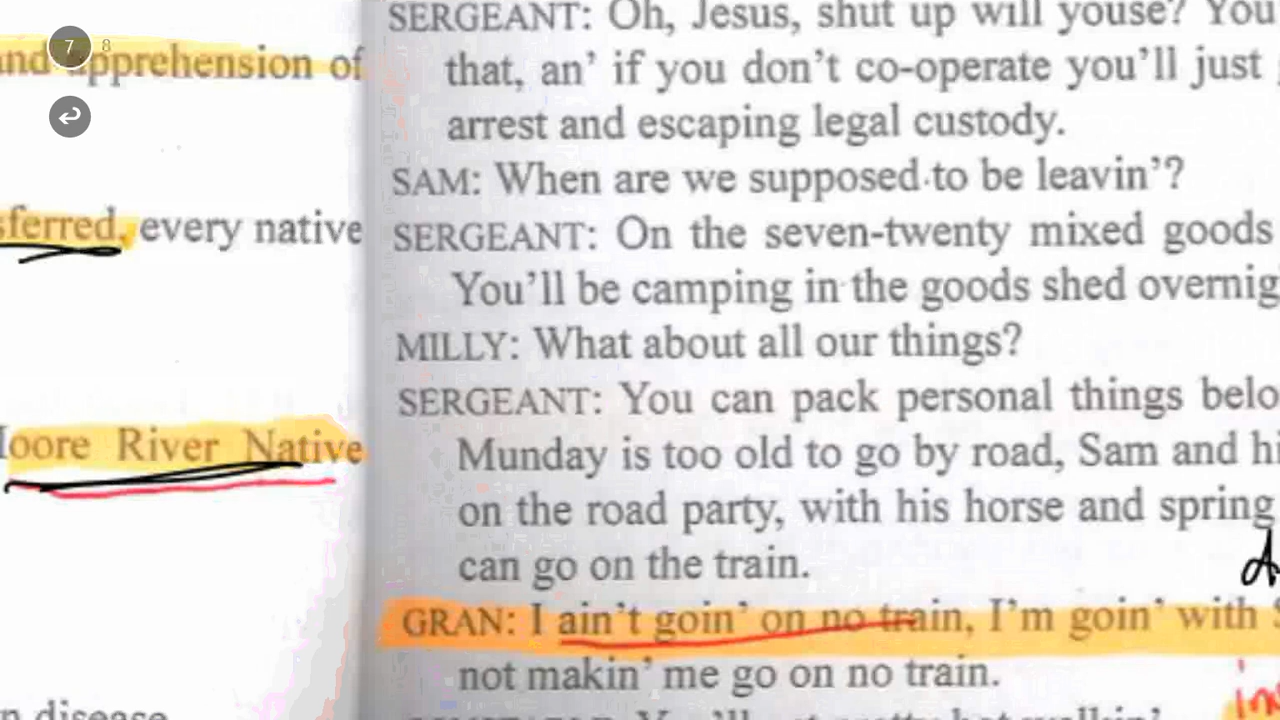 7 8
and apprehension of
sferred, every native
Moore River Native
n disease
SERGEANT: Oh, Jesus, shut up will youse? You
that, an’ if you don’t co-operate you’ll just
arrest and escaping legal custody.
SAM: When are we supposed to be leavin’?
SERGEANT: On the seven-twenty mixed goods
You’ll be camping in the goods shed overnig
MILLY: What about all our things?
SERGEANT: You can pack personal things belo
Munday is too old to go by road, Sam and hi
on the road party, with his horse and spring
can go on the train.
GRAN: I ain’t goin’ on no train, I’m goin’ with S
not makin’ me go on no train.